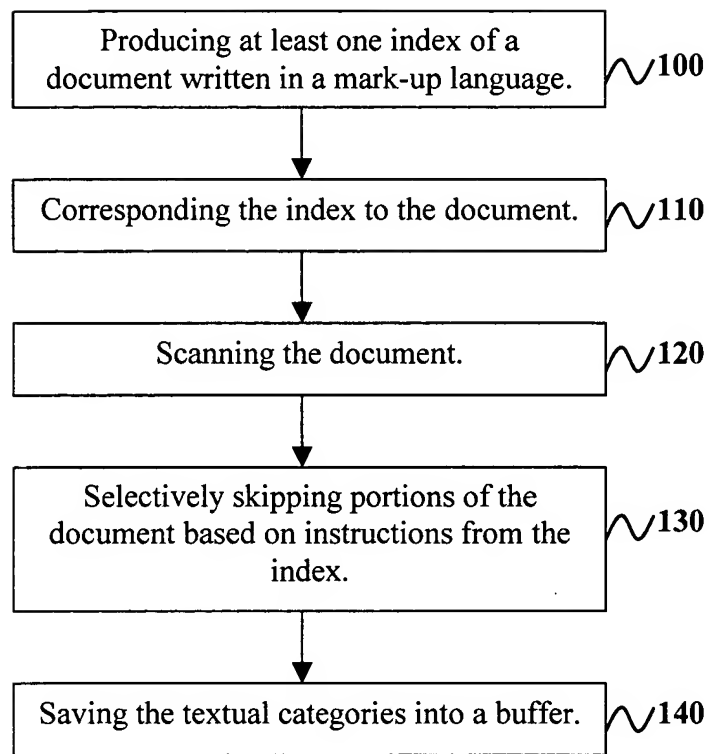 Producing at least one index of a
document written in a mark-up language.
100
Corresponding the index to the document.
110
Scanning the document.
120
Selectively skipping portions of the
document based on instructions from the
index.
130
Saving the textual categories into a buffer.
140